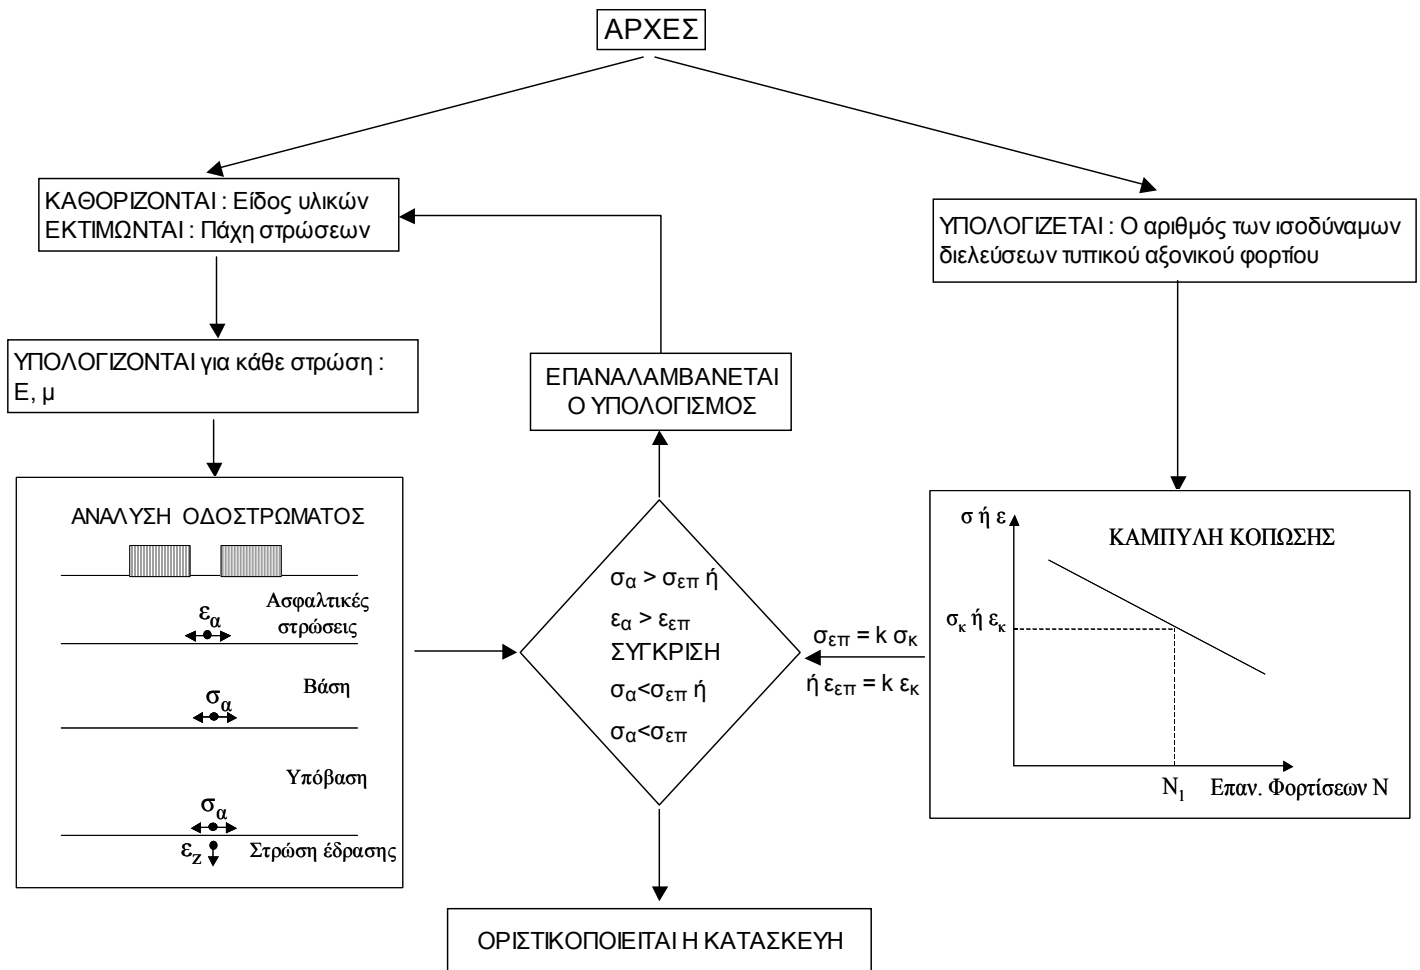 ΑΡΧΕΣ
ΚΑΘΟΡΙΖΟΝΤΑΙ : Είδος υλικών
ΕΚΤΙΜΩΝΤΑΙ : Πάχη στρώσεων
ΥΠΟΛΟΓΙΖΕΤΑΙ : Ο αριθμός των ισοδύναμων
διελεύσεων τυπικού αξονικού φορτίου
ΥΠΟΛΟΓΙΖΟΝΤΑΙ για κάθε στρώση :
Ε, μ
ΕΠΑΝΑΛΑΜΒΑΝΕΤΑΙ
Ο ΥΠΟΛΟΓΙΣΜΟΣ
ΑΝΑΛΥΣΗ ΟΔΟΣΤΡΩΜΑΤΟΣ
Ασφαλτικές
στρώσεις
εα
Βάση
σα
Υπόβαση
σα
εz
Στρώση έδρασης
σα > σεπ ή
εα > εεπ
ΣΥΓΚΡΙΣΗ
σα<σεπ ή
σα<σεπ
σεπ = k σκ
ή εεπ = k εκ
σ ή ε
ΚΑΜΠΥΛΗ ΚΟΠΩΣΗΣ
σκ ή εκ
N1
Επαν. Φορτίσεων Ν
ΟΡΙΣΤΙΚΟΠΟΙΕΙΤΑΙ Η ΚΑΤΑΣΚΕΥΗ